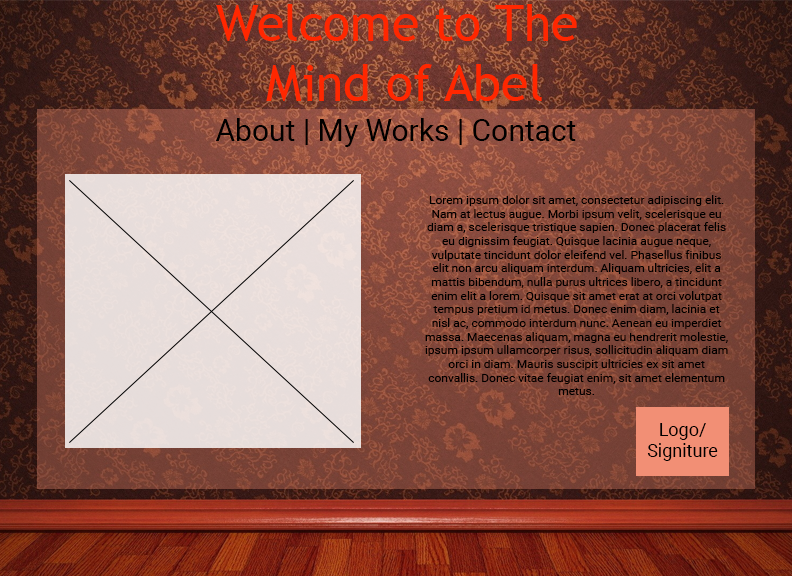 Welcome to The
Mind of Abel
About | My Works | Contact
Lorem ipsum dolor sit amet, consectetur adipiscing elit.
Nam at lectus augue. Morbi ipsum velit, scelerisque eu
diam a, scelerisque tristique sapien. Donec placerat felis
eu dignissim feugiat. Quisque lacinia augue neque,
vulputate tincidunt dolor eleifend vel. Phasellus finibus
elit non arcu aliquam interdum. Aliquam ultricies, elit a
mattis bibendum, nulla purus ultrices libero, a tincidunt
enim elit a lorem. Quisque sit amet erat at orci volutpat
tempus pretium id metus. Donec enim diam, lacinia et
nisl ac, commodo interdum nunc. Aenean eu imperdiet
massa. Maecenas aliquam, magna eu hendrerit molestie,
ipsum ipsum ullamcorper risus, sollicitudin aliquam diam
orci in diam. Mauris suscipit ultricies ex sit amet
convallis. Donec vitae feugiat enim, sit amet elementum
metus.
Logo/
Signiture